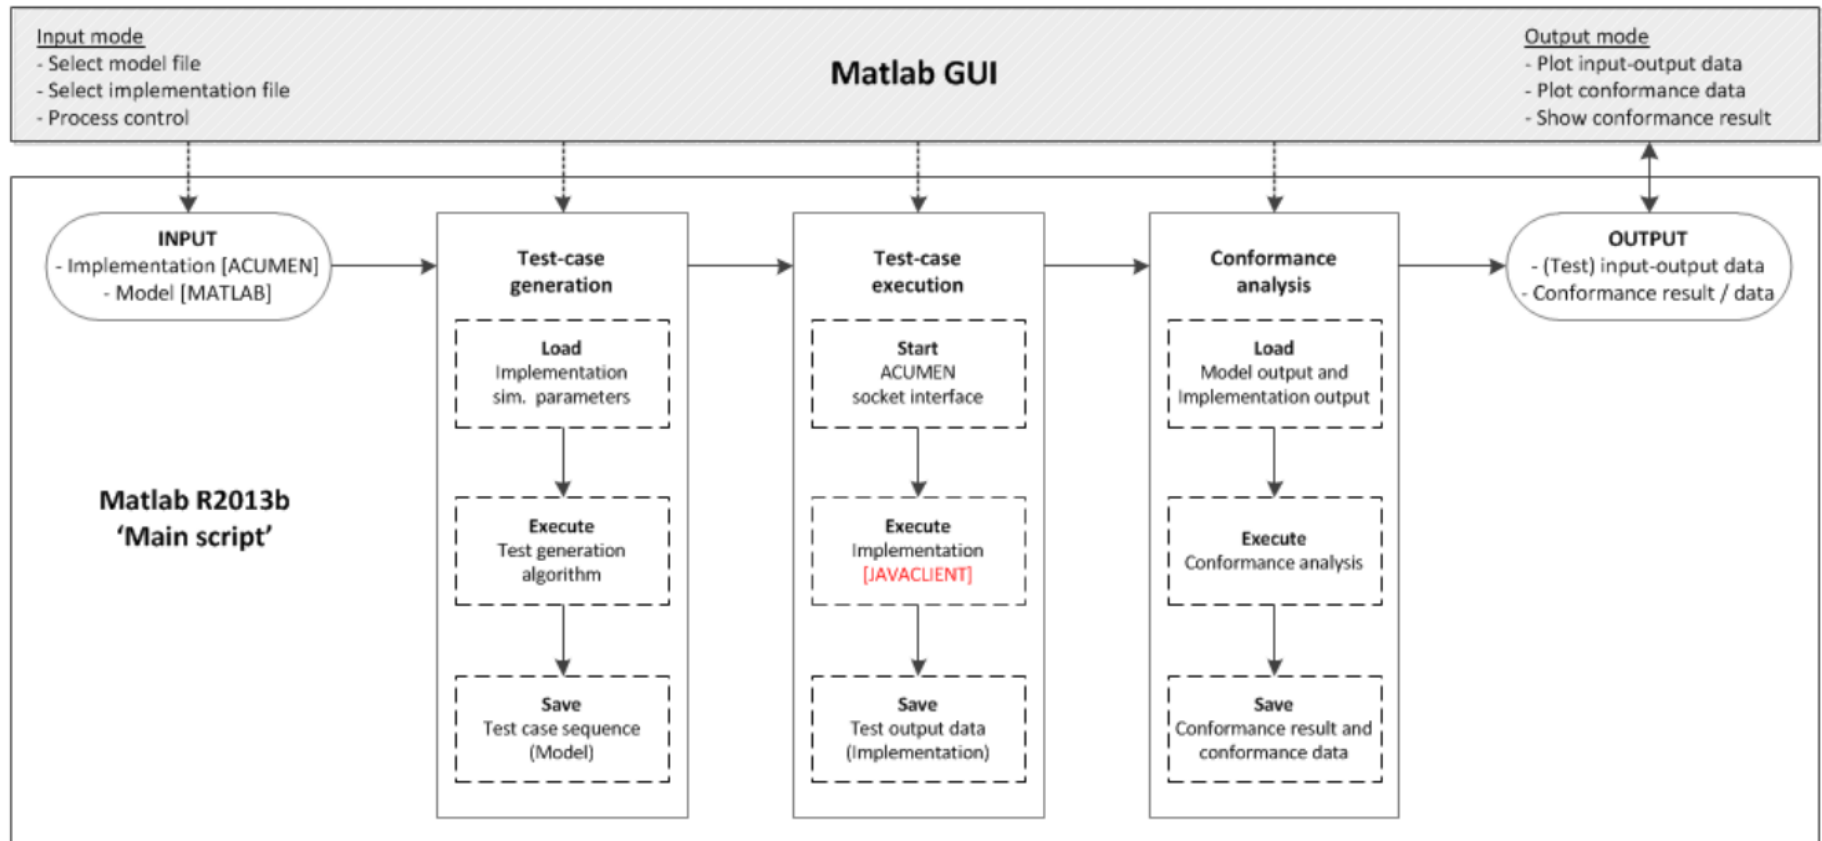 Input mode
- Select model file
- Select implementation file
- Process control
Matlab GUI
Output mode
- Plot input-output data
- Plot conformance data
- Show conformance result
INPUT
- Implementation [ACUMEN]
- Model [MATLAB]
Test-case
generation
Load
Implementation
sim. parameters
Execute
Test generation
algorithm
Save
Test case sequence
(Model)
Test-case
execution
Start
ACUMEN
socket interface
Execute
Implementation
[JAVACLIENT]
Save
Test output data
(Implementation)
Conformance
analysis
Load
Model output and
Implementation output
Execute
Conformance analysis
Save
Conformance result and
conformance data
OUTPUT
- (Test) input-output data
- Conformance result / data
Matlab R2013b
‘Main script’